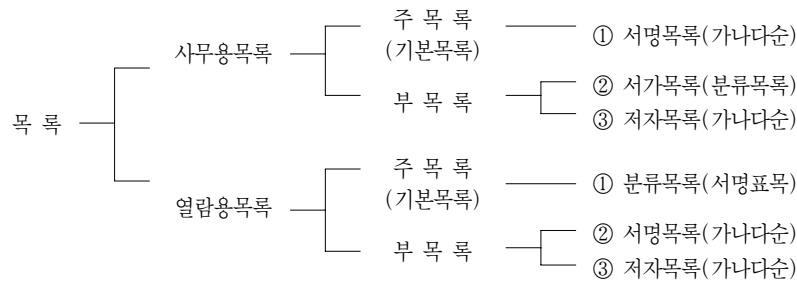 주 목 록
(기본목록)
① 서명목록(가나다순)
사무용목록
② 서가목록(분류목록)
부 목 록
③ 저자목록(가나다순)
목 록
주 목 록
(기본목록)
① 분류목록(서명표목)
열람용목록
② 서명목록(가나다순)
부 목 록
③ 저자목록(가나다순)